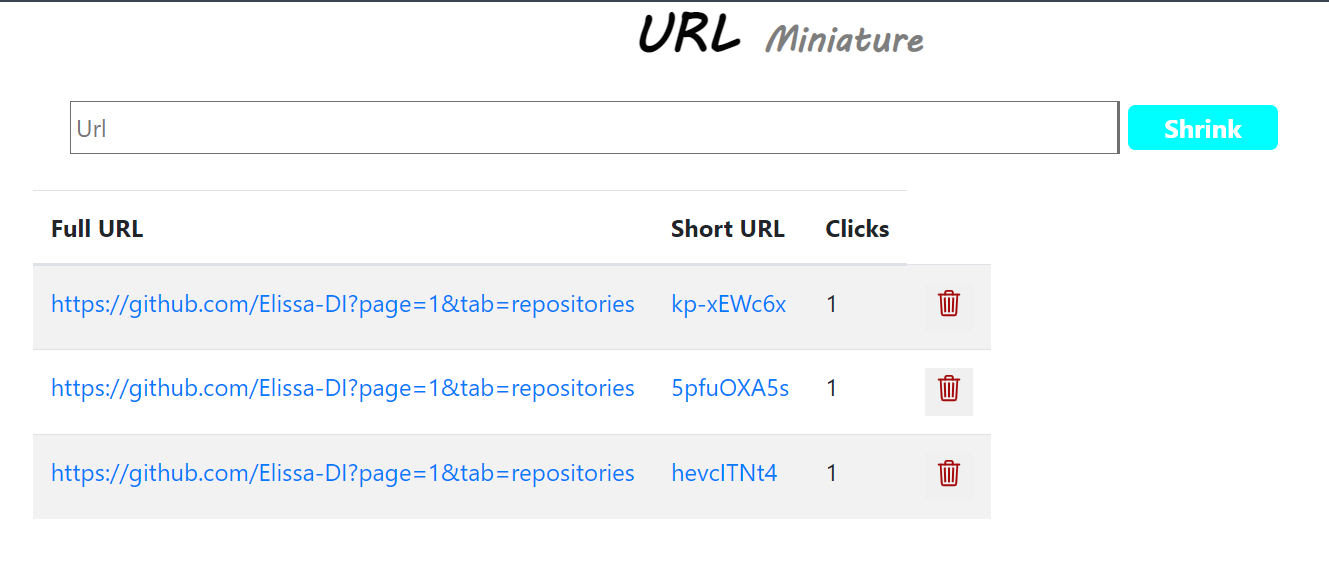 URL Miniature
Url Shrink
Full URL Short URL Clicks
https://github.com/Elissa-DI?page=1&tab=repositories kp-xEWc6x 1
https://github.com/Elissa-DI?page=1&tab=repositories 5pfuOXA5s 1
https://github.com/Elissa-DI?page=1&tab=repositories hevcITNt4 1